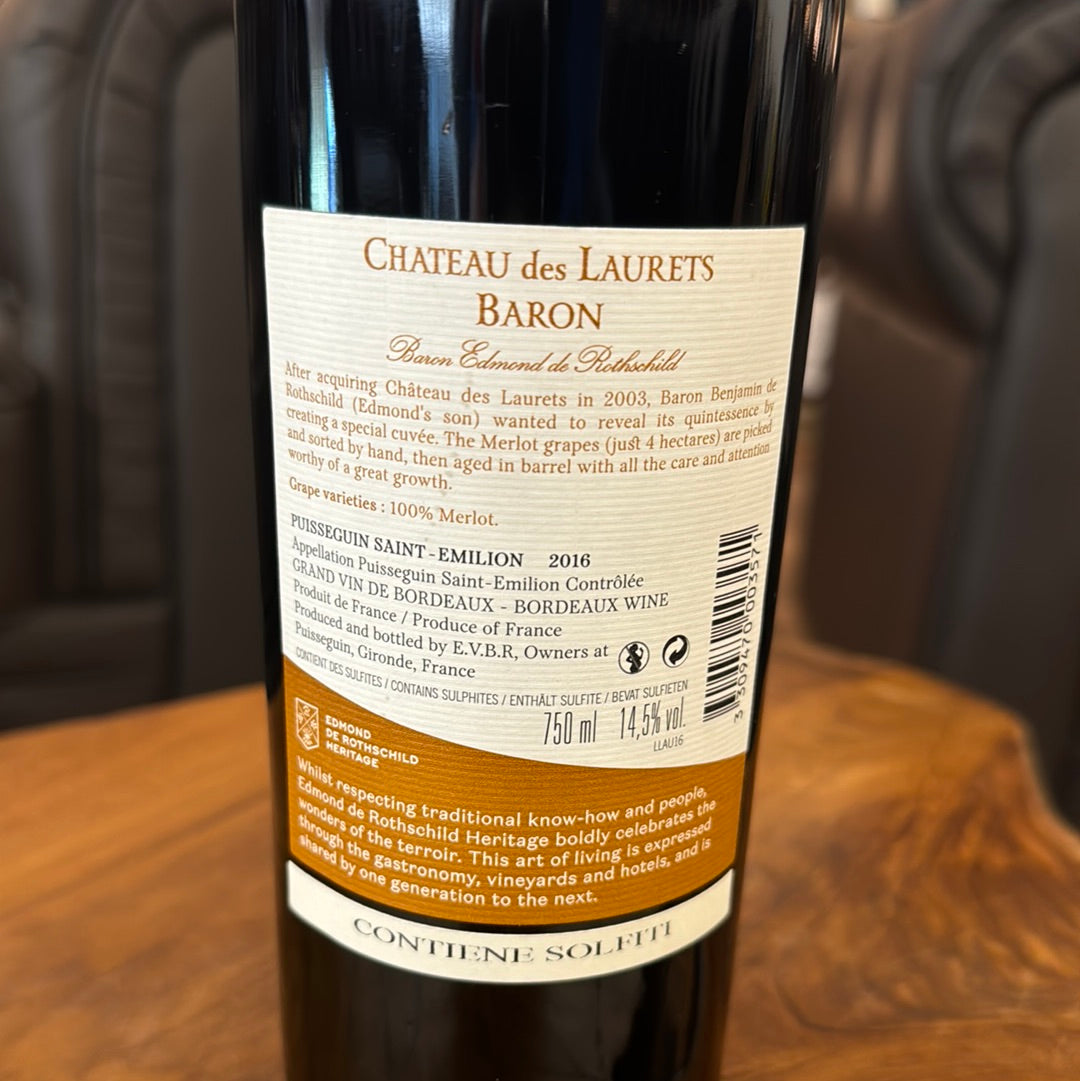 CHATEAU des LAURETS
BARON
Baron Edmond de Rothschild
After acquiring Château des Laurets in 2003, Baron Benjamin de
Rothschild (Edmond's son) wanted to reveal its quintessence by
creating a special cuvée. The Merlot grapes (just 4 hectares) are picked
and sorted by hand, then aged in barrel with all the care and attention
worthy of a great growth.
Grape varieties : 100% Merlot.
PUISSEGUIN SAINT-EMILION 2016
Appellation Puisseguin Saint-Emilion Contrôlée
GRAND VIN DE BORDEAUX - BORDEAUX WINE
Produit de France / Produce of France
Produced and bottled by E.V.B.R, Owners at
Puisseguin, Gironde, France
CONTIENT DES SULFITES / CONTAINS SULPHITES / ENTHÄLT SULFITE / BEVAT SULFIETEN
750 ml 14,5% vol.
LLAU16
3 309470 003571
EDMOND
DE ROTHSCHILD
HERITAGE
Whilst respecting traditional know-how and people,
Edmond de Rothschild Heritage boldly celebrates the
wonders of the terroir. This art of living is expressed
through the gastronomy, vineyards and hotels, and is
shared by one generation to the next.
CONTIENE SOLFITI